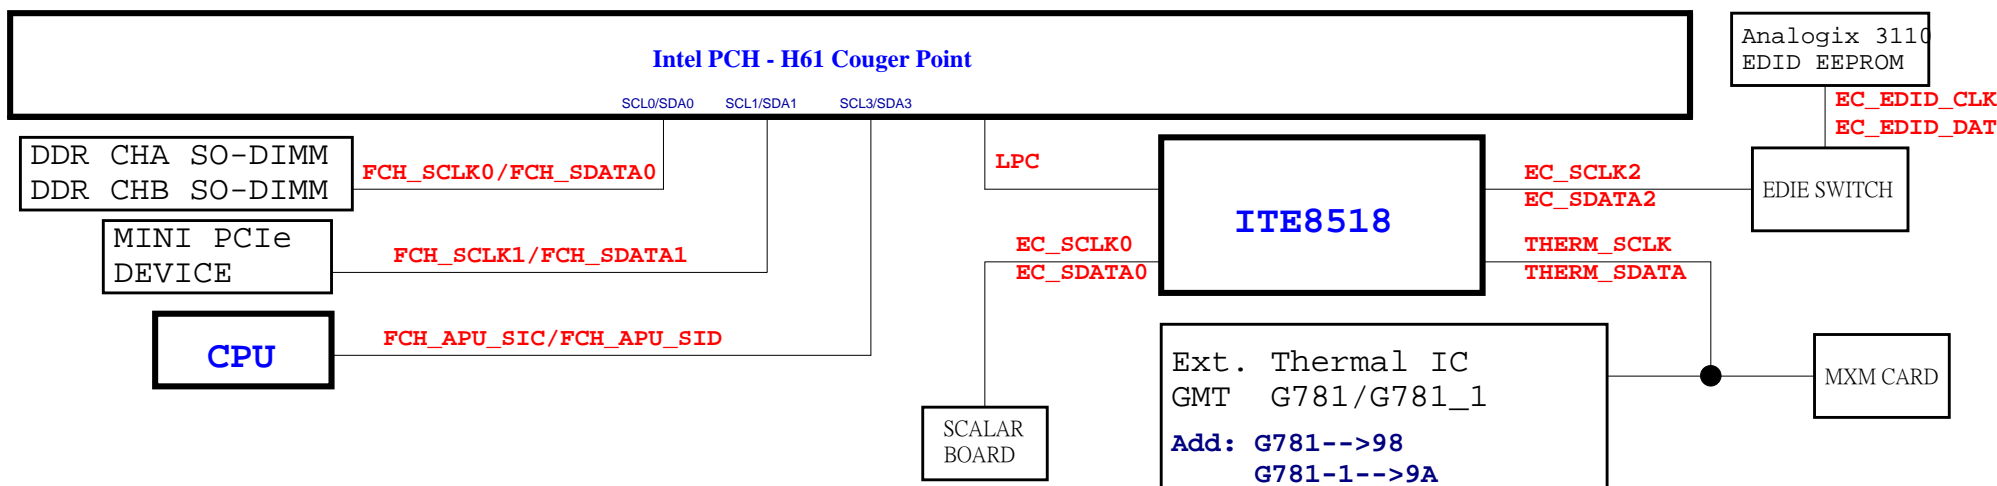 Intel PCH - H61 Couger Point
SCL0/SDA0 SCL1/SDA1 SCL3/SDA3
Analogix 3110
EDID EEPROM
EC_EDID_CLK
EC_EDID_DAT
DDR CHA SO-DIMM
DDR CHB SO-DIMM
FCH_SCLK0/FCH_SDATA0
LPC
ITE8518
EC_SCLK2
EC_SDATA2
EDIE SWITCH
MINI PCIe
DEVICE
FCH_SCLK1/FCH_SDATA1
EC_SCLK0
EC_SDATA0
THERM_SCLK
THERM_SDATA
CPU
FCH_APU_SIC/FCH_APU_SID
Ext. Thermal IC
GMT G781/G781_1
Add: G781-->98
G781-1-->9A
MXM CARD
SCALAR
BOARD